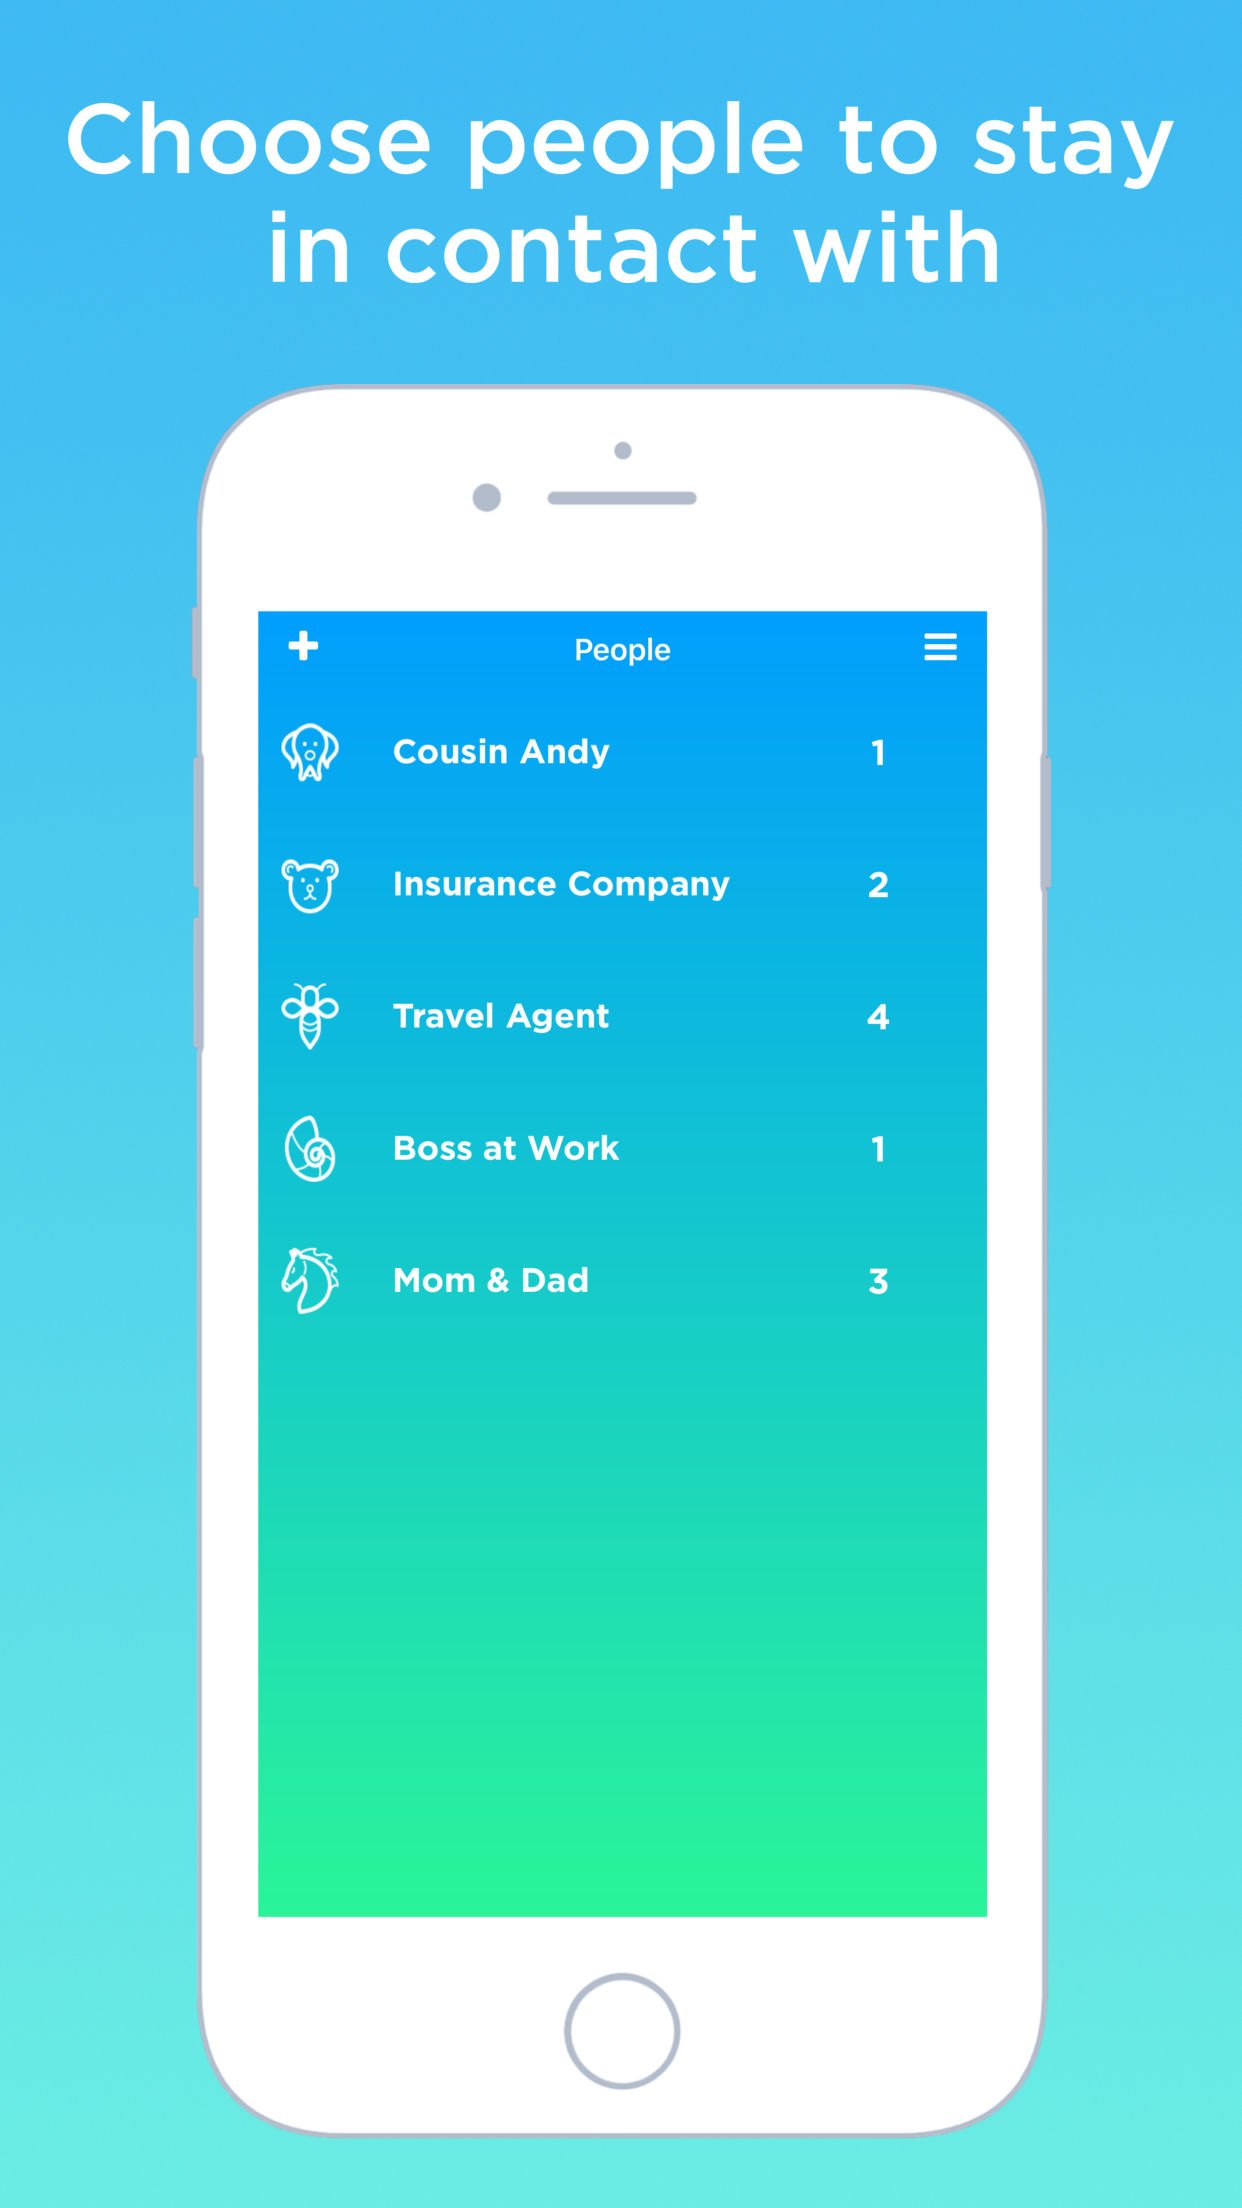 Choose people to stay
in contact with
People
Cousin Andy 1
Insurance Company 2
Travel Agent 4
Boss at Work 1
Mom & Dad 3